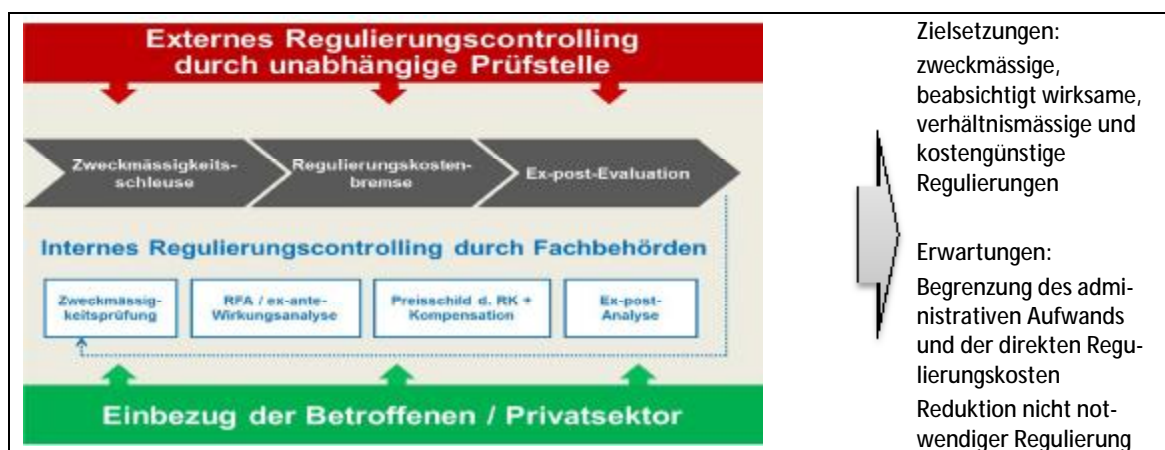 Externes Regulierungscontrolling
durch unabhängige Prüfstelle
Zweckmässigkeits-
schleuse
Regulierungskosten-
bremse
Ex-post-Evaluation
Internes Regulierungscontrolling durch Fachbehörden
Zweckmässig-
keitsprüfung
RFA / ex-ante-
Wirkungsanalyse
Preisschild d. RK +
Kompensation
Ex-post-
Analyse
Einbezug der Betroffenen / Privatsektor
Zielsetzungen:
zweckmässige,
beabsichtigt wirksame,
verhältnismässige und
kostengünstige
Regulierungen
Erwartungen:
Begrenzung des admi-
nistrativen Aufwands
und der direkten Regu-
lierungskosten
Reduktion nicht not-
wendiger Regulierung